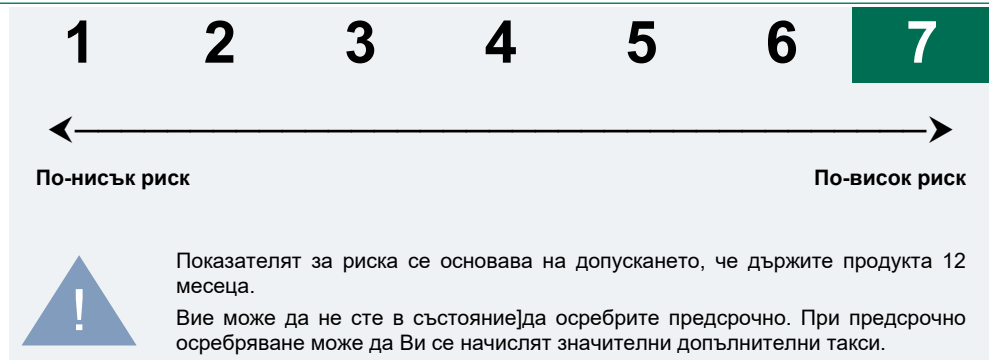 1 2 3 4 5 6 7
По-нисък риск По-висок риск
!
Показателят за риска се основава на допускането, че държите продукта 12
месеца.
Вие може да не сте в състояние]да осребрите предсрочно. При предсрочно
осребряване може да Ви се начислят значителни допълнителни такси.